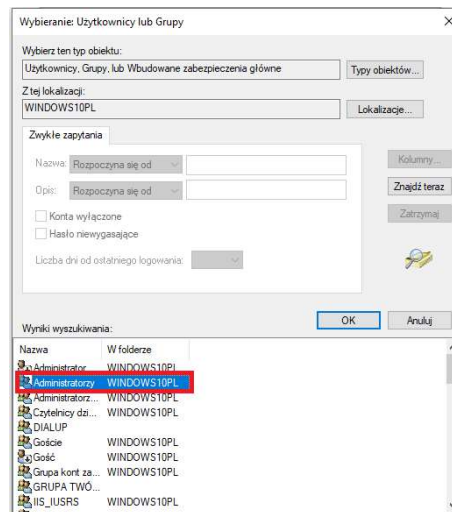 Wybieranie: Użytkownicy lub Grupy
Wybierz ten typ obiektu:
Użytkownicy, Grupy, lub Wbudowane zabezpieczenia główne
Typy obiektów...
Z tej lokalizacji:
WINDOWS10PL
Lokalizacje...
Zwykłe zapytania
Nazwa: Rozpoczyna się od
Kolumny...
Opis: Rozpoczyna się od
Znajdź teraz
Konta wyłączone
Zatrzymaj
Hasło niewygasające
Liczba dni od ostatniego logowania:
OK Anuluj
Wyniki wyszukiwania:
Nazwa W folderze
Administrator WINDOWS10PL
Administratorzy WINDOWS10PL
Administratorz... WINDOWS10PL
Czytelnicy dzi... WINDOWS10PL
DIALUP
Goście WINDOWS10PL
Gość WINDOWS10PL
Grupa kont za... WINDOWS10PL
GRUPA TWÓ...
IIS_IUSRS WINDOWS10PL